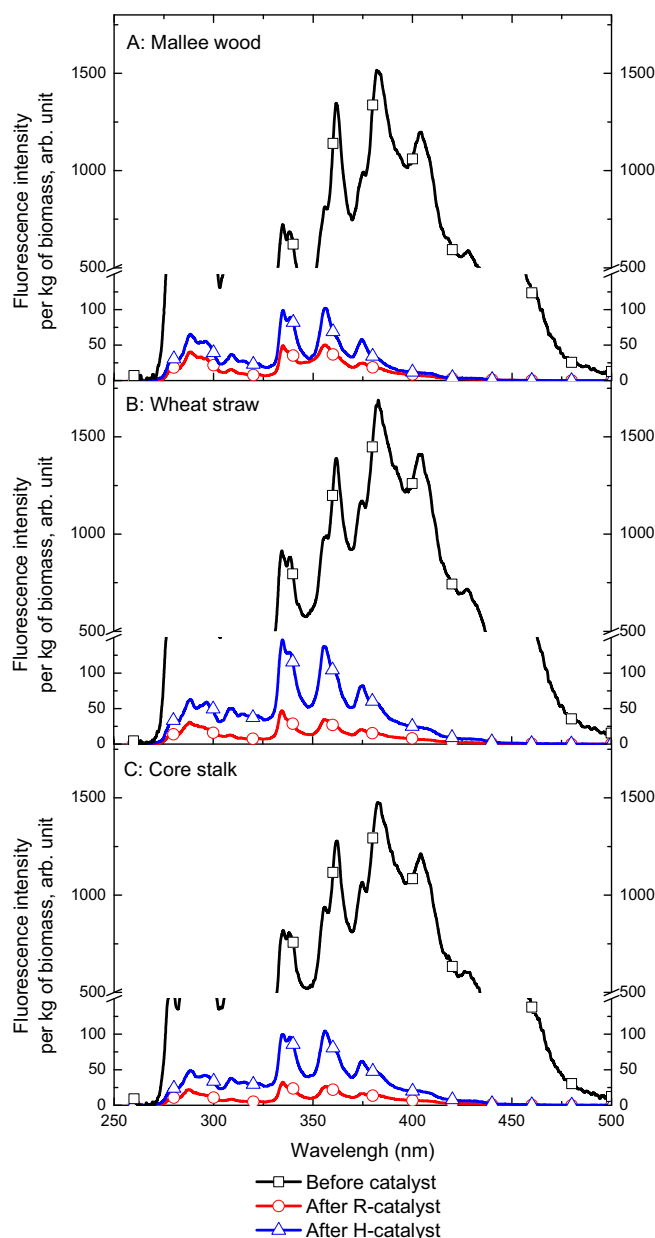 A: Mallee wood
Fluorescence intensity
per kg of biomass, arb. unit
1500 1500
1000 1000
500 500
100 100
50 50
0 0
B: Wheat straw
Fluorescence intensity
per kg of biomass, arb. unit
1500 1500
1000 1000
500 500
100 100
50 50
0 0
C: Core stalk
Fluorescence intensity
per kg of biomass, arb. unit
1500 1500
1000 1000
500 500
100 100
50 50
0 0
250 300 350 400 450 500
Wavelengh (nm)
Before catalyst
After R-catalyst
After H-catalyst